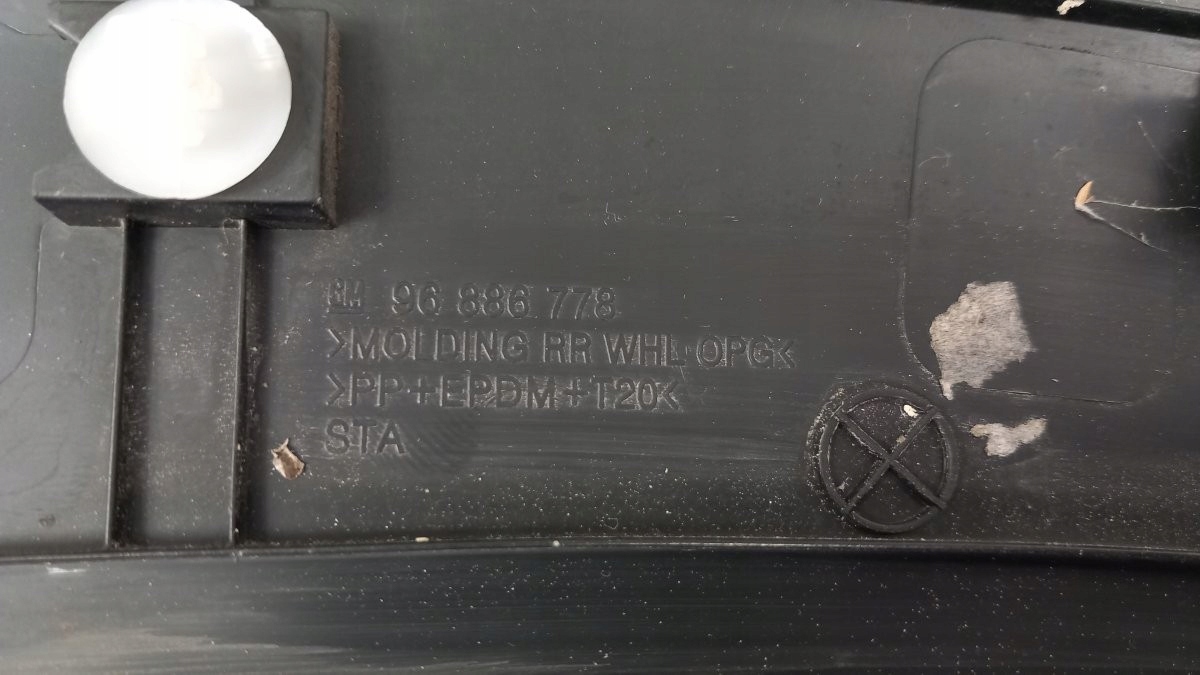 GM 96 886 778
>MOLDING RR WHL OPG<
>PP+EPDM+T20<
STA